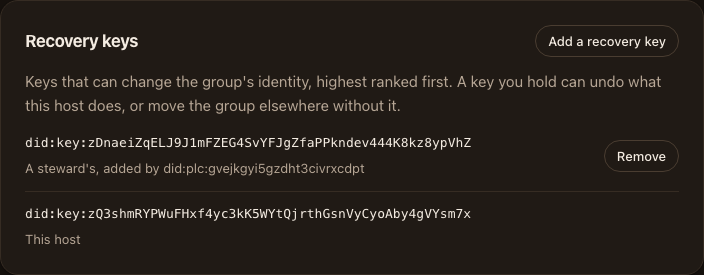 Recovery keys
Add a recovery key
Keys that can change the group's identity, highest ranked first. A key you hold can undo what
this host does, or move the group elsewhere without it.
did:key:zDnaeiZqELJ9J1mFZEG4SvYFJgZfaPPkndev444K8kz8ypVhZ
A steward's, added by did:plc:gvejkgyi5gzdht3civrxcdpt
Remove
did:key:zQ3shmRYPWuFHxf4yc3kK5WYtQjrthGsnVyCyoAby4gVYsm7x
This host